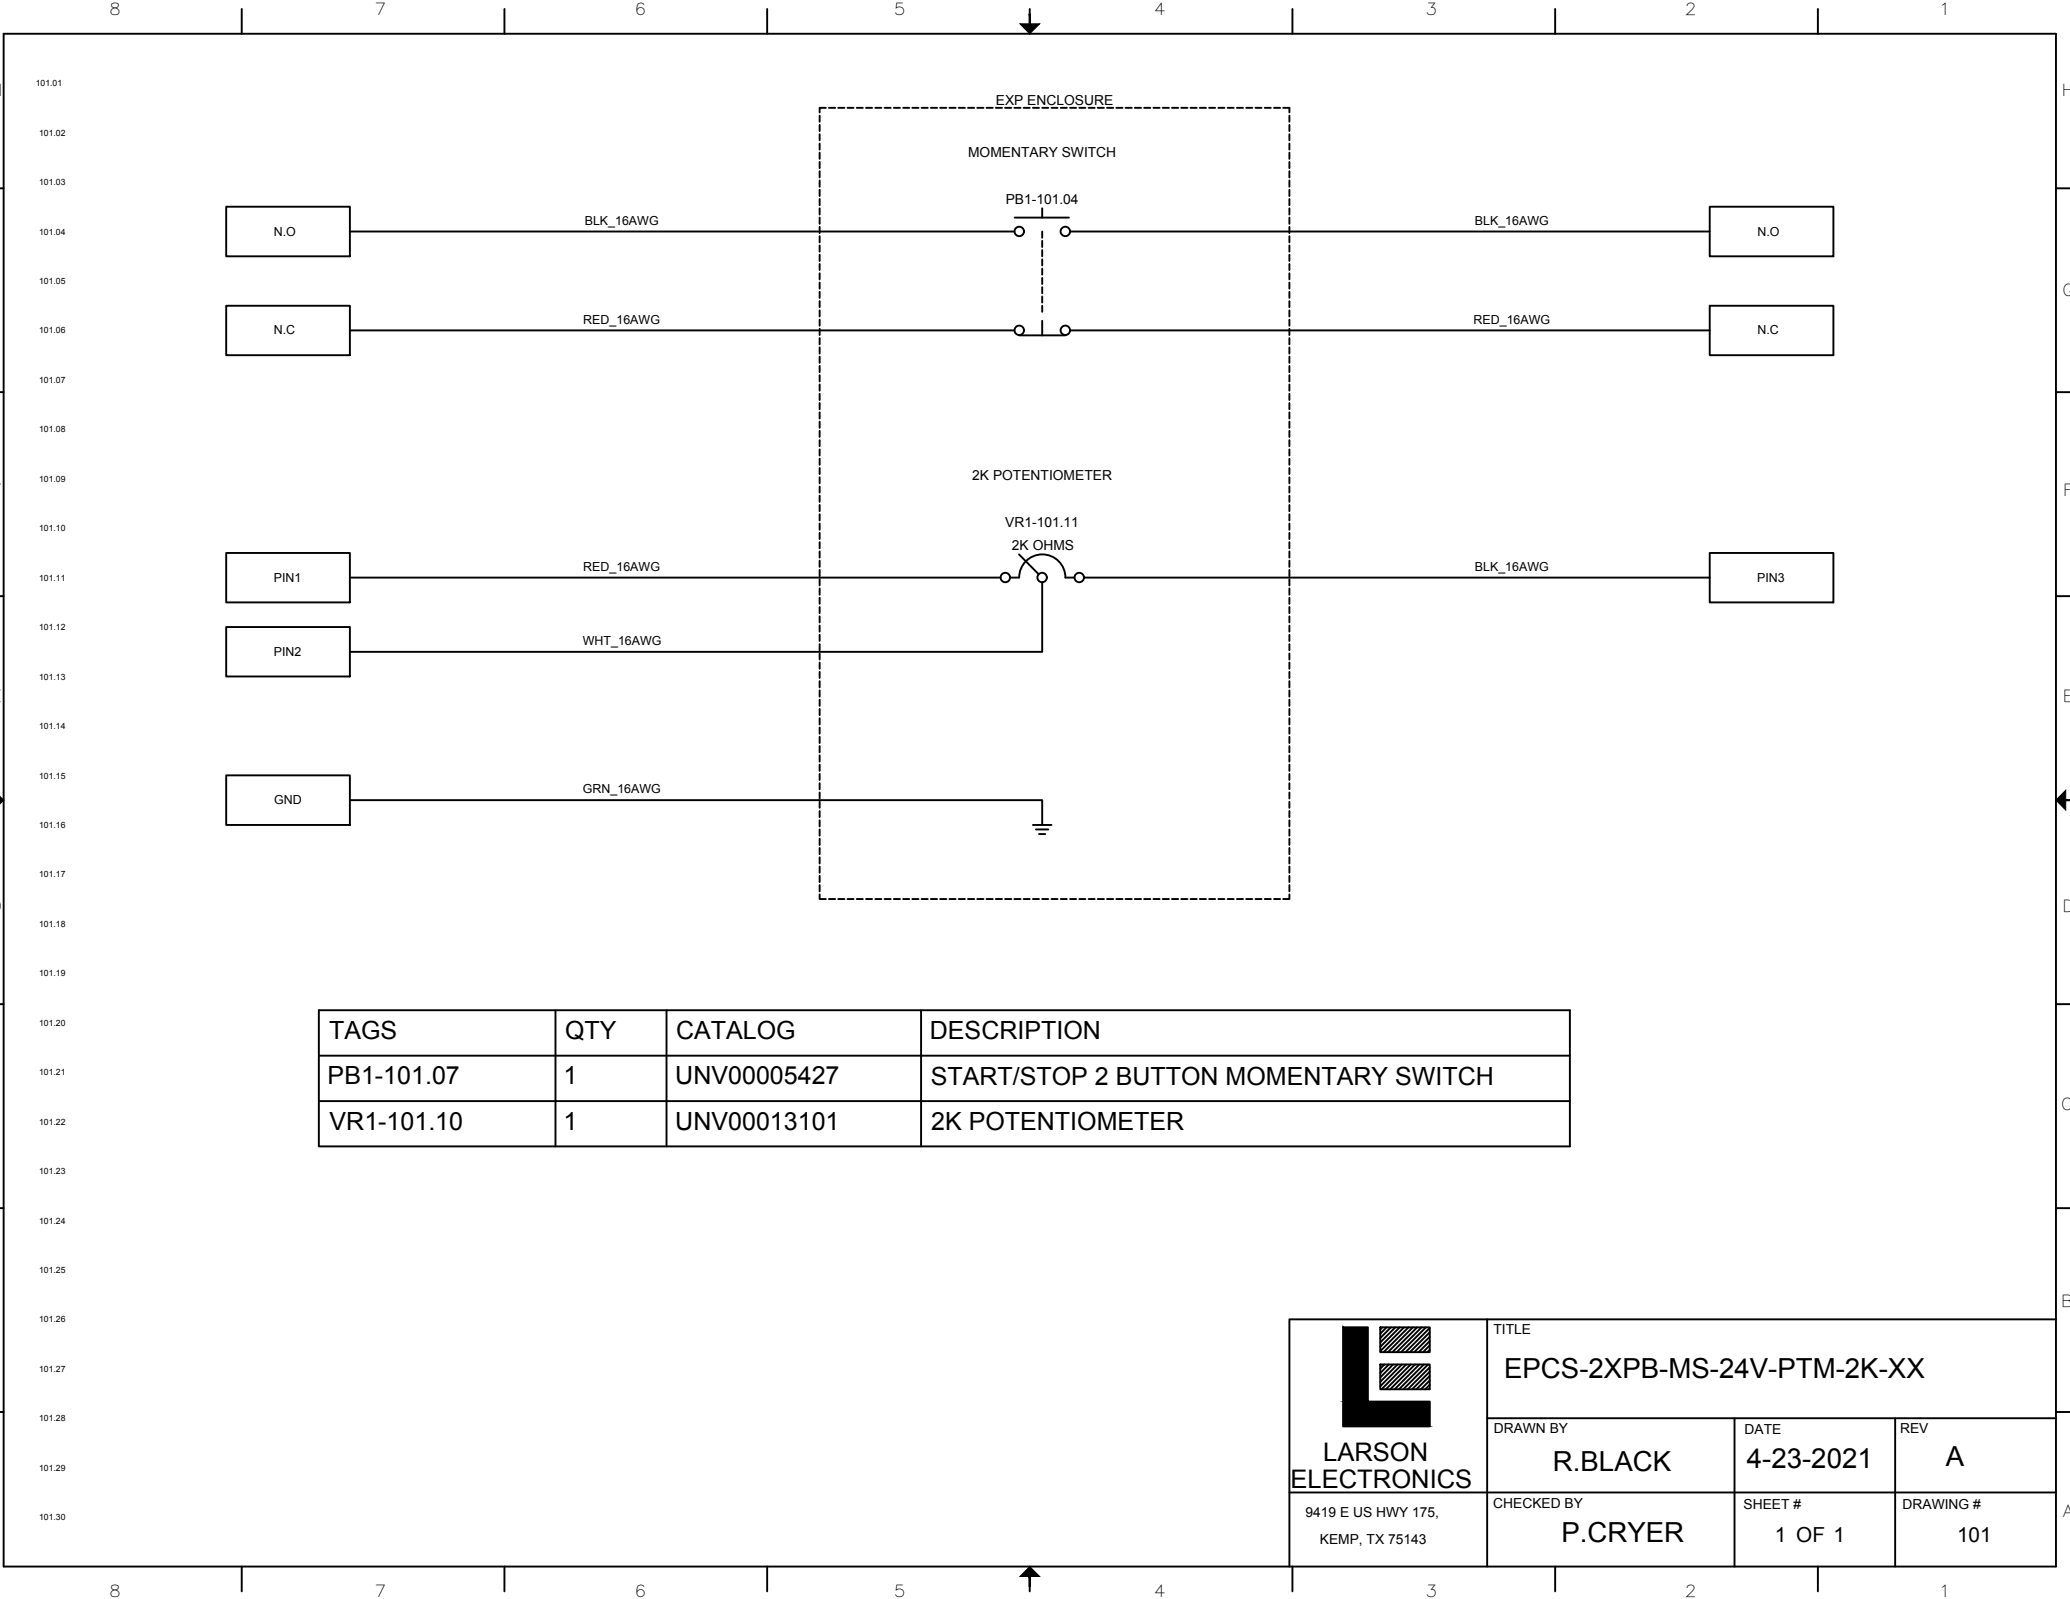 8 7 6 5 4 3 2 1
101.01
H
EXP ENCLOSURE
101.02
MOMENTARY SWITCH
101.03
PB1-101.04
BLK_16AWG BLK_16AWG
101.04 N.O N.O
101.05
G
RED_16AWG RED_16AWG
101.06 N.C N.C
101.07
101.08
2K POTENTIOMETER
101.09
F
VR1-101.11
101.10
2K OHMS
RED_16AWG BLK_16AWG
101.11 PIN1 PIN3
101.12
WHT_16AWG
PIN2
101.13
E
101.14
101.15
GRN_16AWG
GND
101.16
101.17
D
101.18
101.19
101.20
TAGS QTY CATALOG DESCRIPTION
101.21
PB1-101.07 1 UNV00005427 START/STOP 2 BUTTON MOMENTARY SWITCH
C
101.22
VR1-101.10 1 UNV00013101 2K POTENTIOMETER
101.23
101.24
101.25
B
101.26
TITLE
101.27
EPCS-2XPB-MS-24V-PTM-2K-XX
101.28
DRAWN BY DATE REV
R.BLACK 4-23-2021 A
LARSON
ELECTRONICS
101.29
CHECKED BY SHEET # DRAWING #
P.CRYER 1 OF 1 101
9419 E US HWY 175,
KEMP, TX 75143
101.30
A
8 7 6 5 4 3 2 1